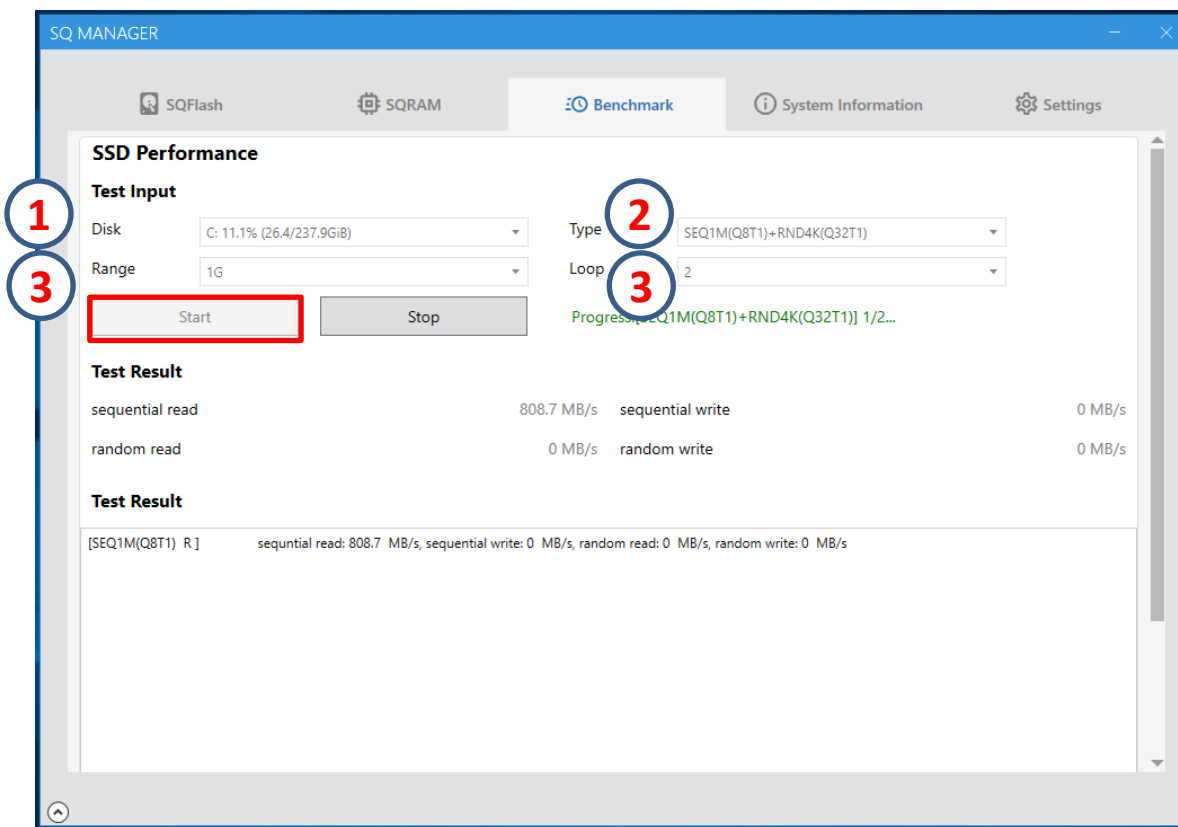 SQ MANAGER
SQFlash
SQRAM
Benchmark
System Information
Settings
SSD Performance
Test Input
1
Disk
C: 11.1% (26.4/237.9GiB)
2
Type
SEQ1M(Q8T1)+RND4K(Q32T1)
3
Range
1G
3
Loop
2
Start
Stop
1M(Q8T1)+RND4K(Q32T1)] 1/2...
Test Result
sequential read 808.7 MB/s sequential write 0 MB/s
random read 0 MB/s random write 0 MB/s
Test Result
[SEQ1M(Q8T1) R ] sequntial read: 808.7 MB/s, sequential write: 0 MB/s, random read: 0 MB/s, random write: 0 MB/s